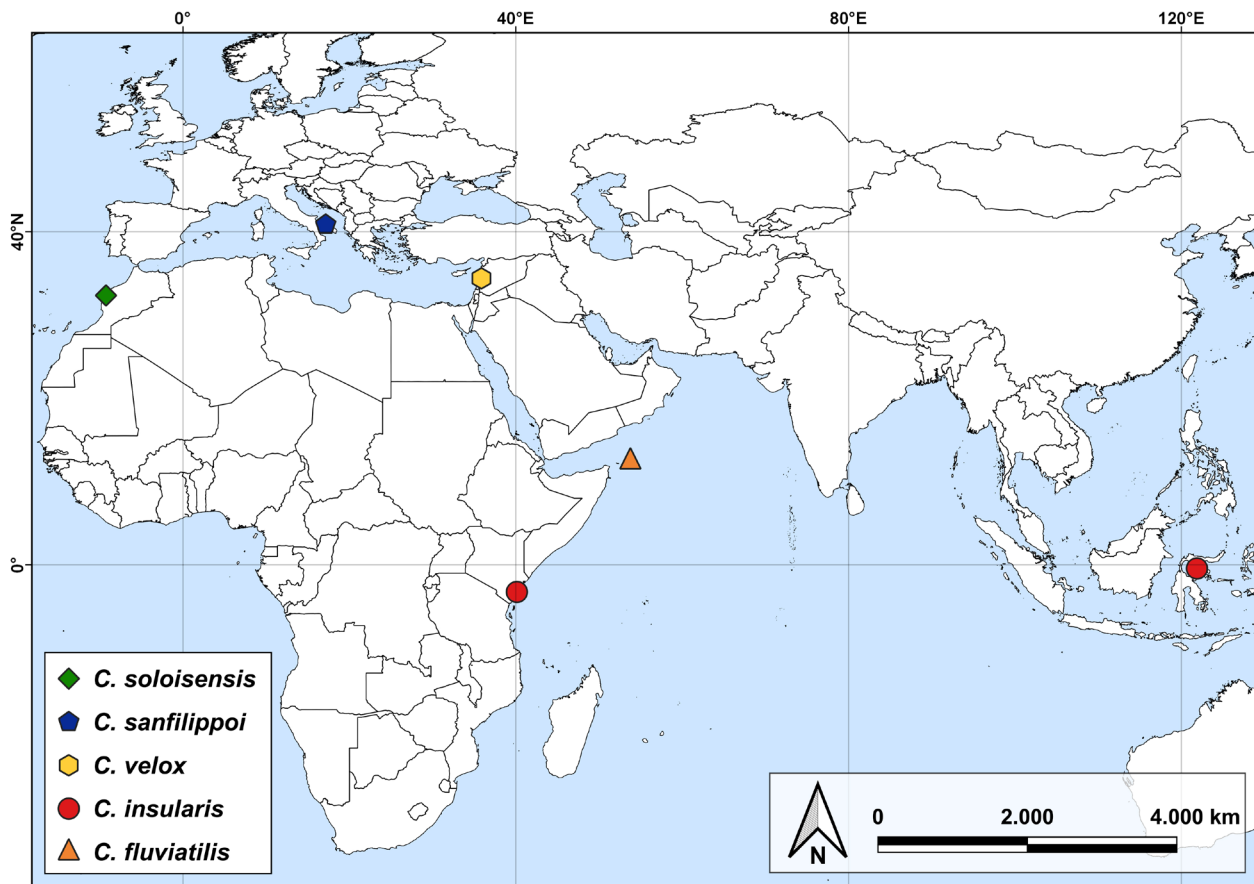 0° 40°E 80°E 120°E
40°N
0°
C. soloisensis
C. sanfilippoi
C. velox
C. insularis
C. fluviatilis
N
0 2.000 4.000 km